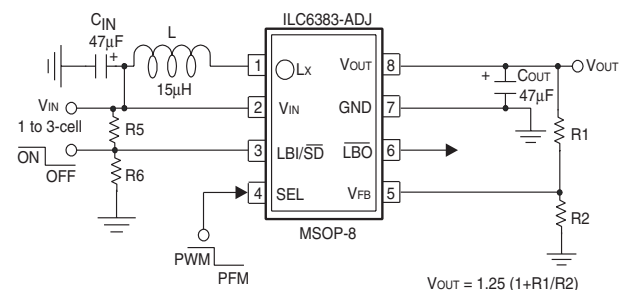 CIN
47µF
+
L
15µH
ILC6383-ADJ
1
LX
VOUT
8
VOUT
+
COUT
47µF
VIN
1 to 3-cell
2
VIN
GND
7
R5
R1
ON
OFF
3
LBI/SD
LBO
6
R6
4
SEL
VFB
5
R2
MSOP-8
PWM
PFM
VOUT = 1.25 (1+R1/R2)